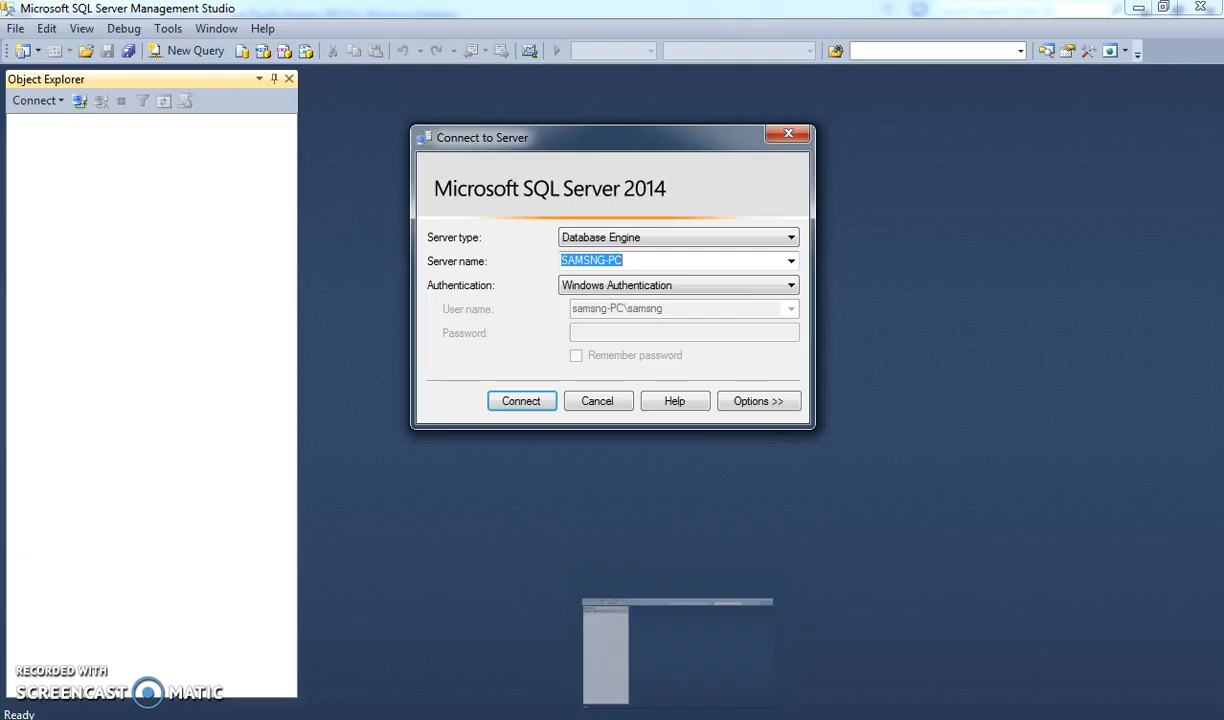 Microsoft SQL Server Management Studio
File Edit View Debug Tools Window Help
New Query
Object Explorer
Connect
Connect to Server
Microsoft SQL Server 2014
Server type: Database Engine
Server name: SAMSNG-PC
Authentication: Windows Authentication
User name: samsng-PC\samsng
Password:
Remember password
Connect Cancel Help Options >>
RECORDED WITH
SCREENCAST MATIC
Ready